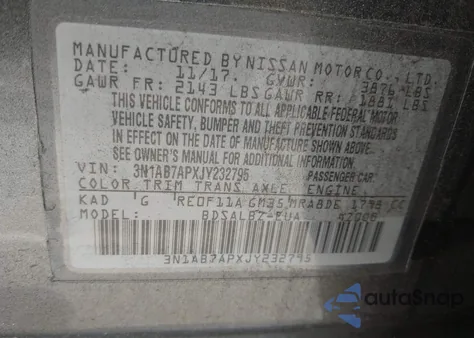 MANUFACTURED BY NISSAN MOTOR CO., LTD.
DATE: 11/17. GVWR: 3876 LBS
GAWR FR: 2143 LBS GAWR RR: 1881 LBS
THIS VEHICLE CONFORMS TO ALL APPLICABLE FEDERAL MOTOR
VEHICLE SAFETY, BUMPER AND THEFT PREVENTION STANDARDS
IN EFFECT ON THE DATE OF MANUFACTURE SHOWN ABOVE.
SEE OWNER'S MANUAL FOR ADDITIONAL INFORMATION.
VIN: 3N1AB7APXJY232795 PASSENGER CAR
COLOR TRIM TRANS AXLE ENGINE
KAD G RE0F11A GM35 MRA8DE 1798 CC
MODEL:
3N1AB7APXJY232795
autoSnap